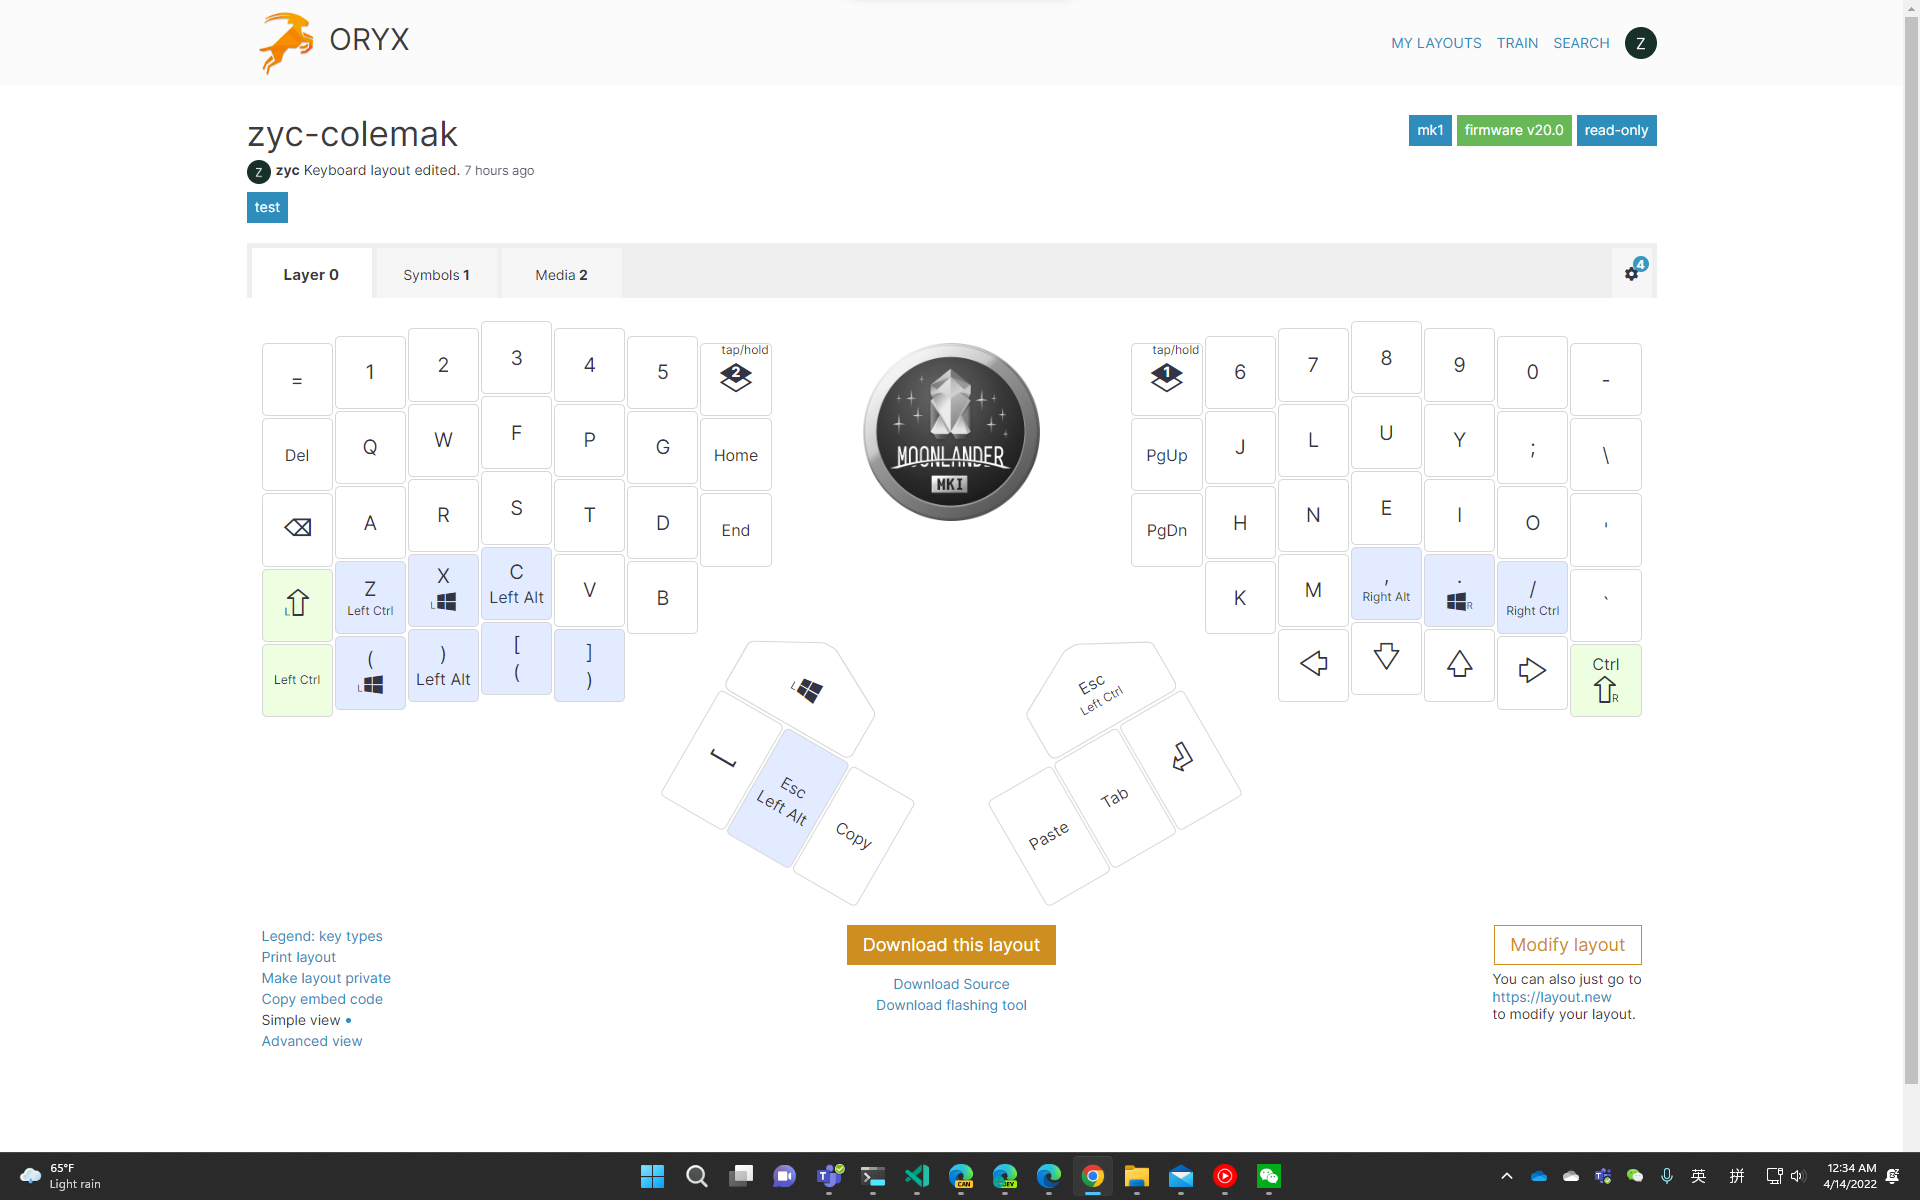 ORYX
MY LAYOUTS TRAIN SEARCH Z
zyc-colemak
mk1 firmware v20.0 read-only
Z zyc Keyboard layout edited. 7 hours ago
test
Layer 0 Symbols 1 Media 2 4
= 1 2 3 4 5 tap/hold 2
tap/hold 1 6 7 8 9 0 -
Del Q W F P G Home
PgUp J L U Y ; \
A R S T D End
PgDn H N E I O '
L Z Left Ctrl X L C Left Alt V B
K M , Right Alt . R / Right Ctrl `
Left Ctrl ( L ) Left Alt [ ( ] )
Ctrl R
L
Esc Left Ctrl
Esc Left Alt Copy
Paste Tab
MOONLANDER
MKI
Legend: key types
Print layout
Make layout private
Copy embed code
Simple view •
Advanced view
Download this layout
Download Source
Download flashing tool
Modify layout
You can also just go to
https://layout.new
to modify your layout.
65°F
Light rain
CAN
DEV
英 拼
12:34 AM
4/14/2022